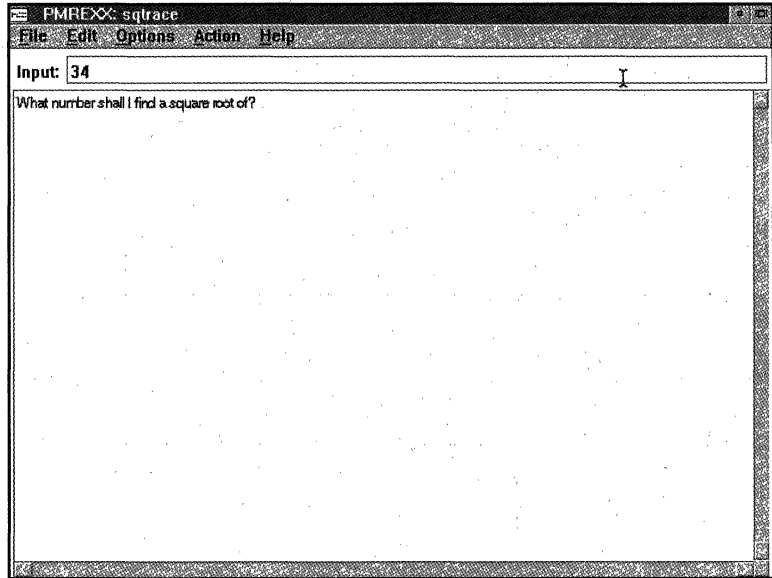 PMREXX: sqtrace
File Edit Options Action Help
Input: 34
What number shall I find a square root of?